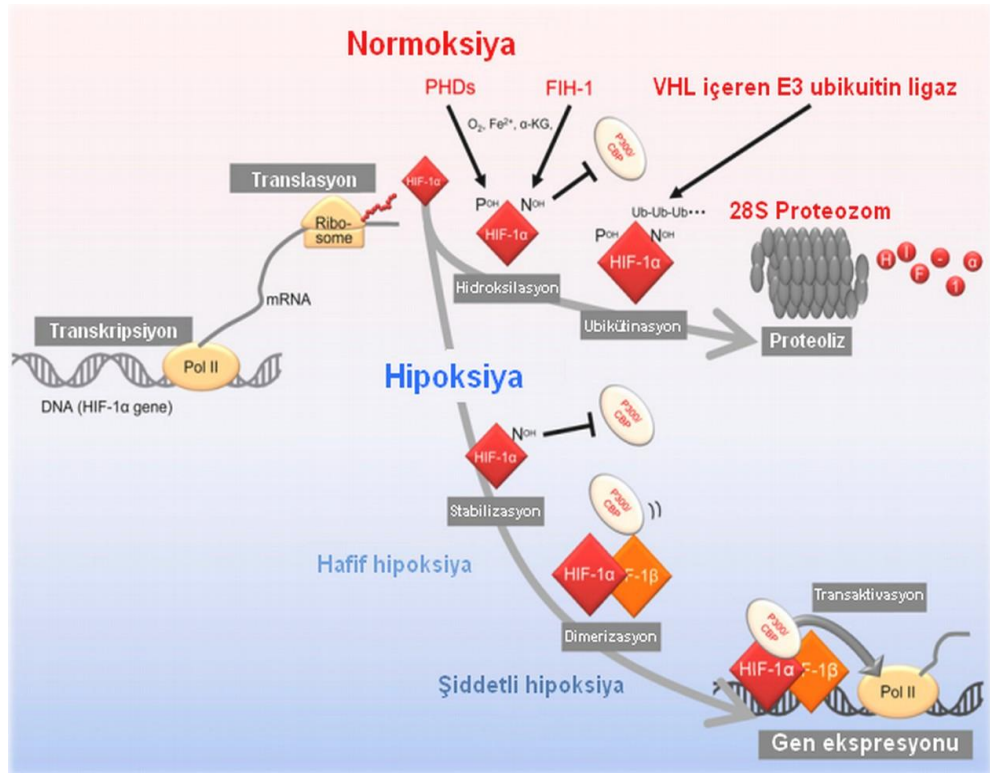 Normoksiya
PHDs
FIH-1
VHL içeren E3 ubikuitin ligaz
O₂, Fe²⁺, α-KG,
P300/
CBP
Translasyon
HIF-1α
Ribo-
some
mRNA
Pᴼᴴ
Nᴼᴴ
HIF-1α
Ub-Ub-Ub···
Pᴼᴴ
Nᴼᴴ
HIF-1α
28S Proteozom
H
I
F
-
1
α
Hidroksilasyon
Ubikütinasyon
Proteoliz
Transkripsiyon
Pol II
DNA (HIF-1α gene)
Hipoksiya
Nᴼᴴ
P300/
CBP
HIF-1α
Stabilizasyon
P300/
CBP
Hafif hipoksiya
HIF-1α
F-1β
Dimerizasyon
Şiddetli hipoksiya
Transaktivasyon
P300/
CBP
HIF-1α
F-1β
Pol II
Gen ekspresyonu